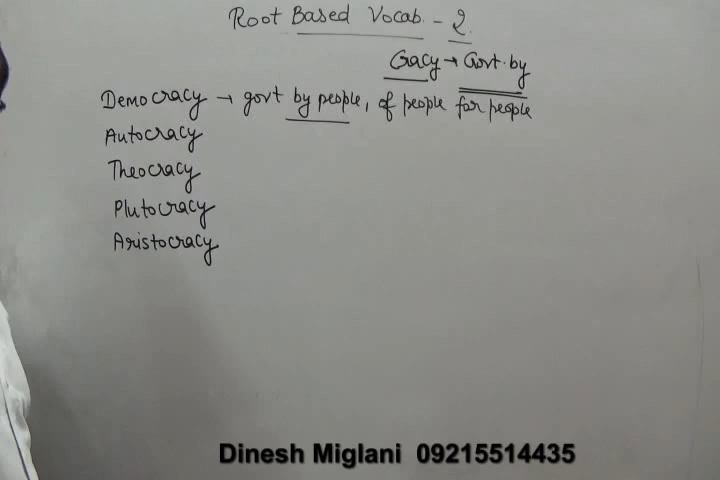 Root Based Vocab. - 2.
Cracy → Govt. by
Democracy → govt by people, of people for people
Autocracy
Theocracy
Plutocracy
Aristocracy
Dinesh Miglani 09215514435